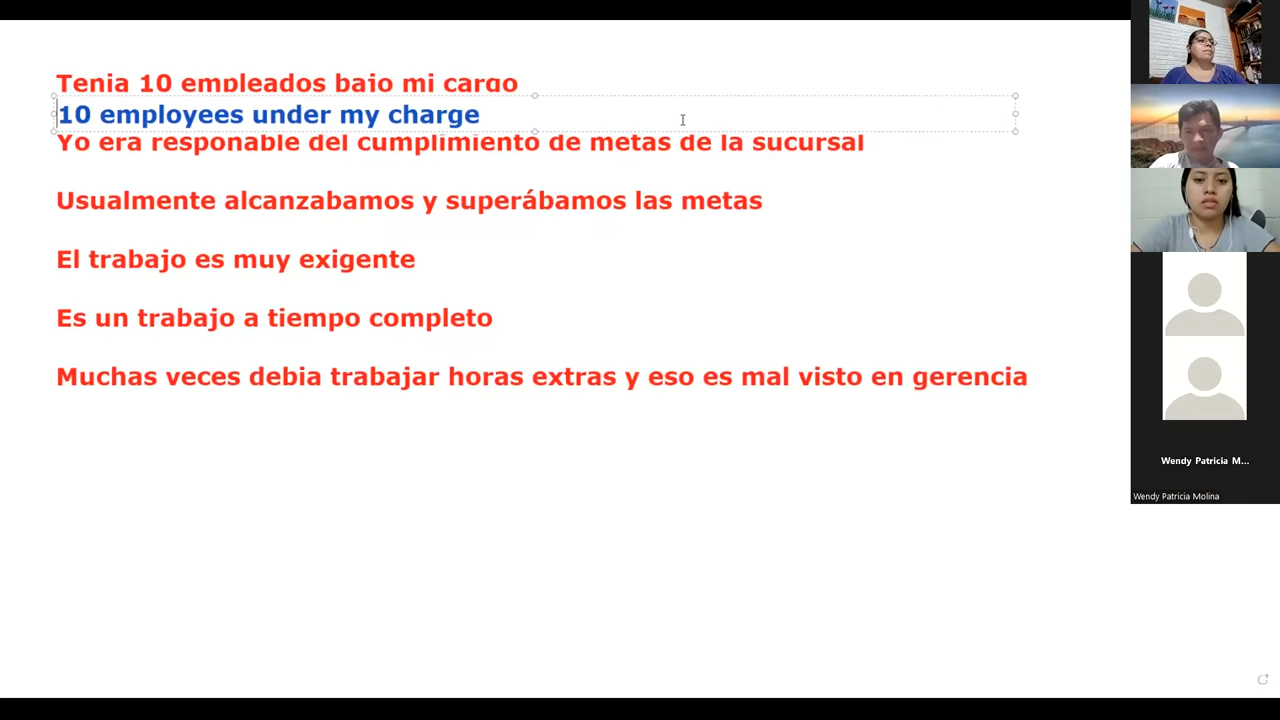 Tenia 10 empleados bajo mi cargo
10 employees under my charge
Yo era responable del cumplimiento de metas de la sucursal
Usualmente alcanzabamos y superábamos las metas
El trabajo es muy exigente
Es un trabajo a tiempo completo
Muchas veces debia trabajar horas extras y eso es mal visto en gerencia
Wendy Patricia M...
Wendy Patricia Molina